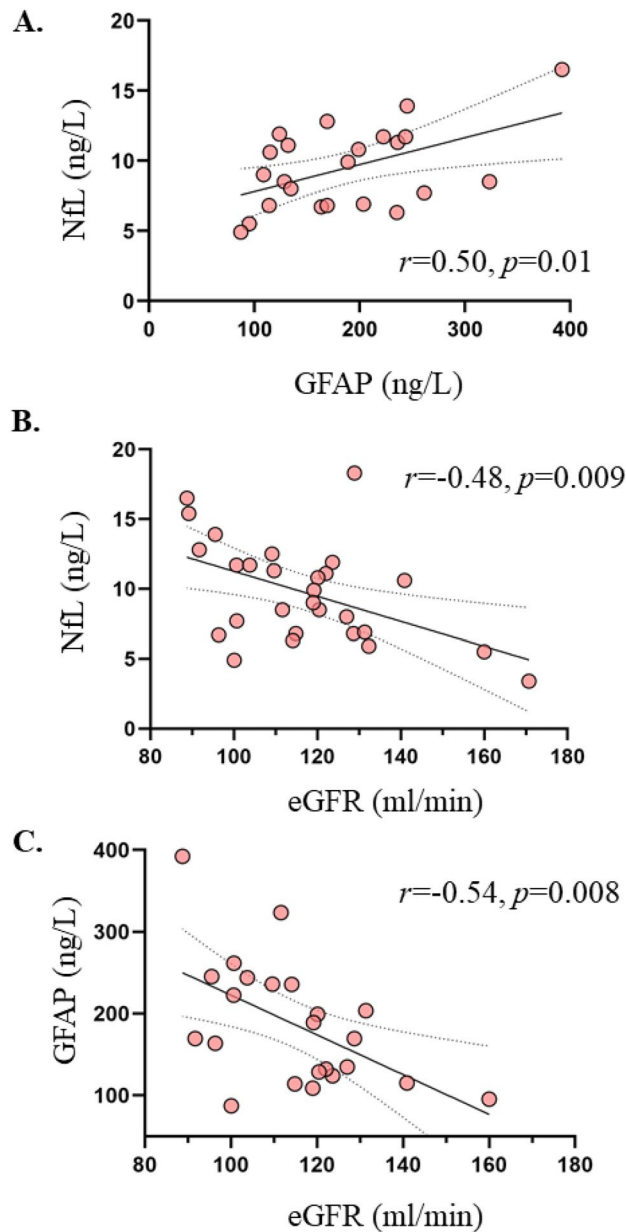 A.
20
15
10
5
0
NfL (ng/L)
r=0.50, p=0.01
0 100 200 300 400
GFAP (ng/L)
B.
20
15
10
5
0
NfL (ng/L)
r=-0.48, p=0.009
80 100 120 140 160 180
eGFR (ml/min)
C.
400
300
200
100
GFAP (ng/L)
r=-0.54, p=0.008
80 100 120 140 160 180
eGFR (ml/min)